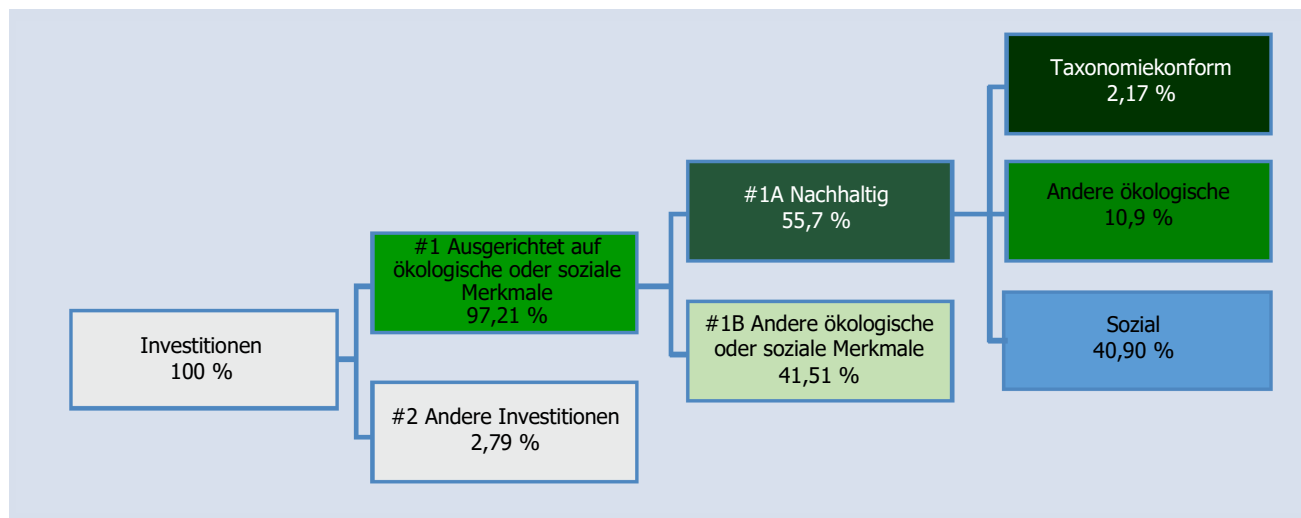 Investitionen
100 %
#1 Ausgerichtet auf
ökologische oder soziale
Merkmale
97,21 %
#2 Andere Investitionen
2,79 %
#1A Nachhaltig
55,7 %
#1B Andere ökologische
oder soziale Merkmale
41,51 %
Taxonomiekonform
2,17 %
Andere ökologische
10,9 %
Sozial
40,90 %